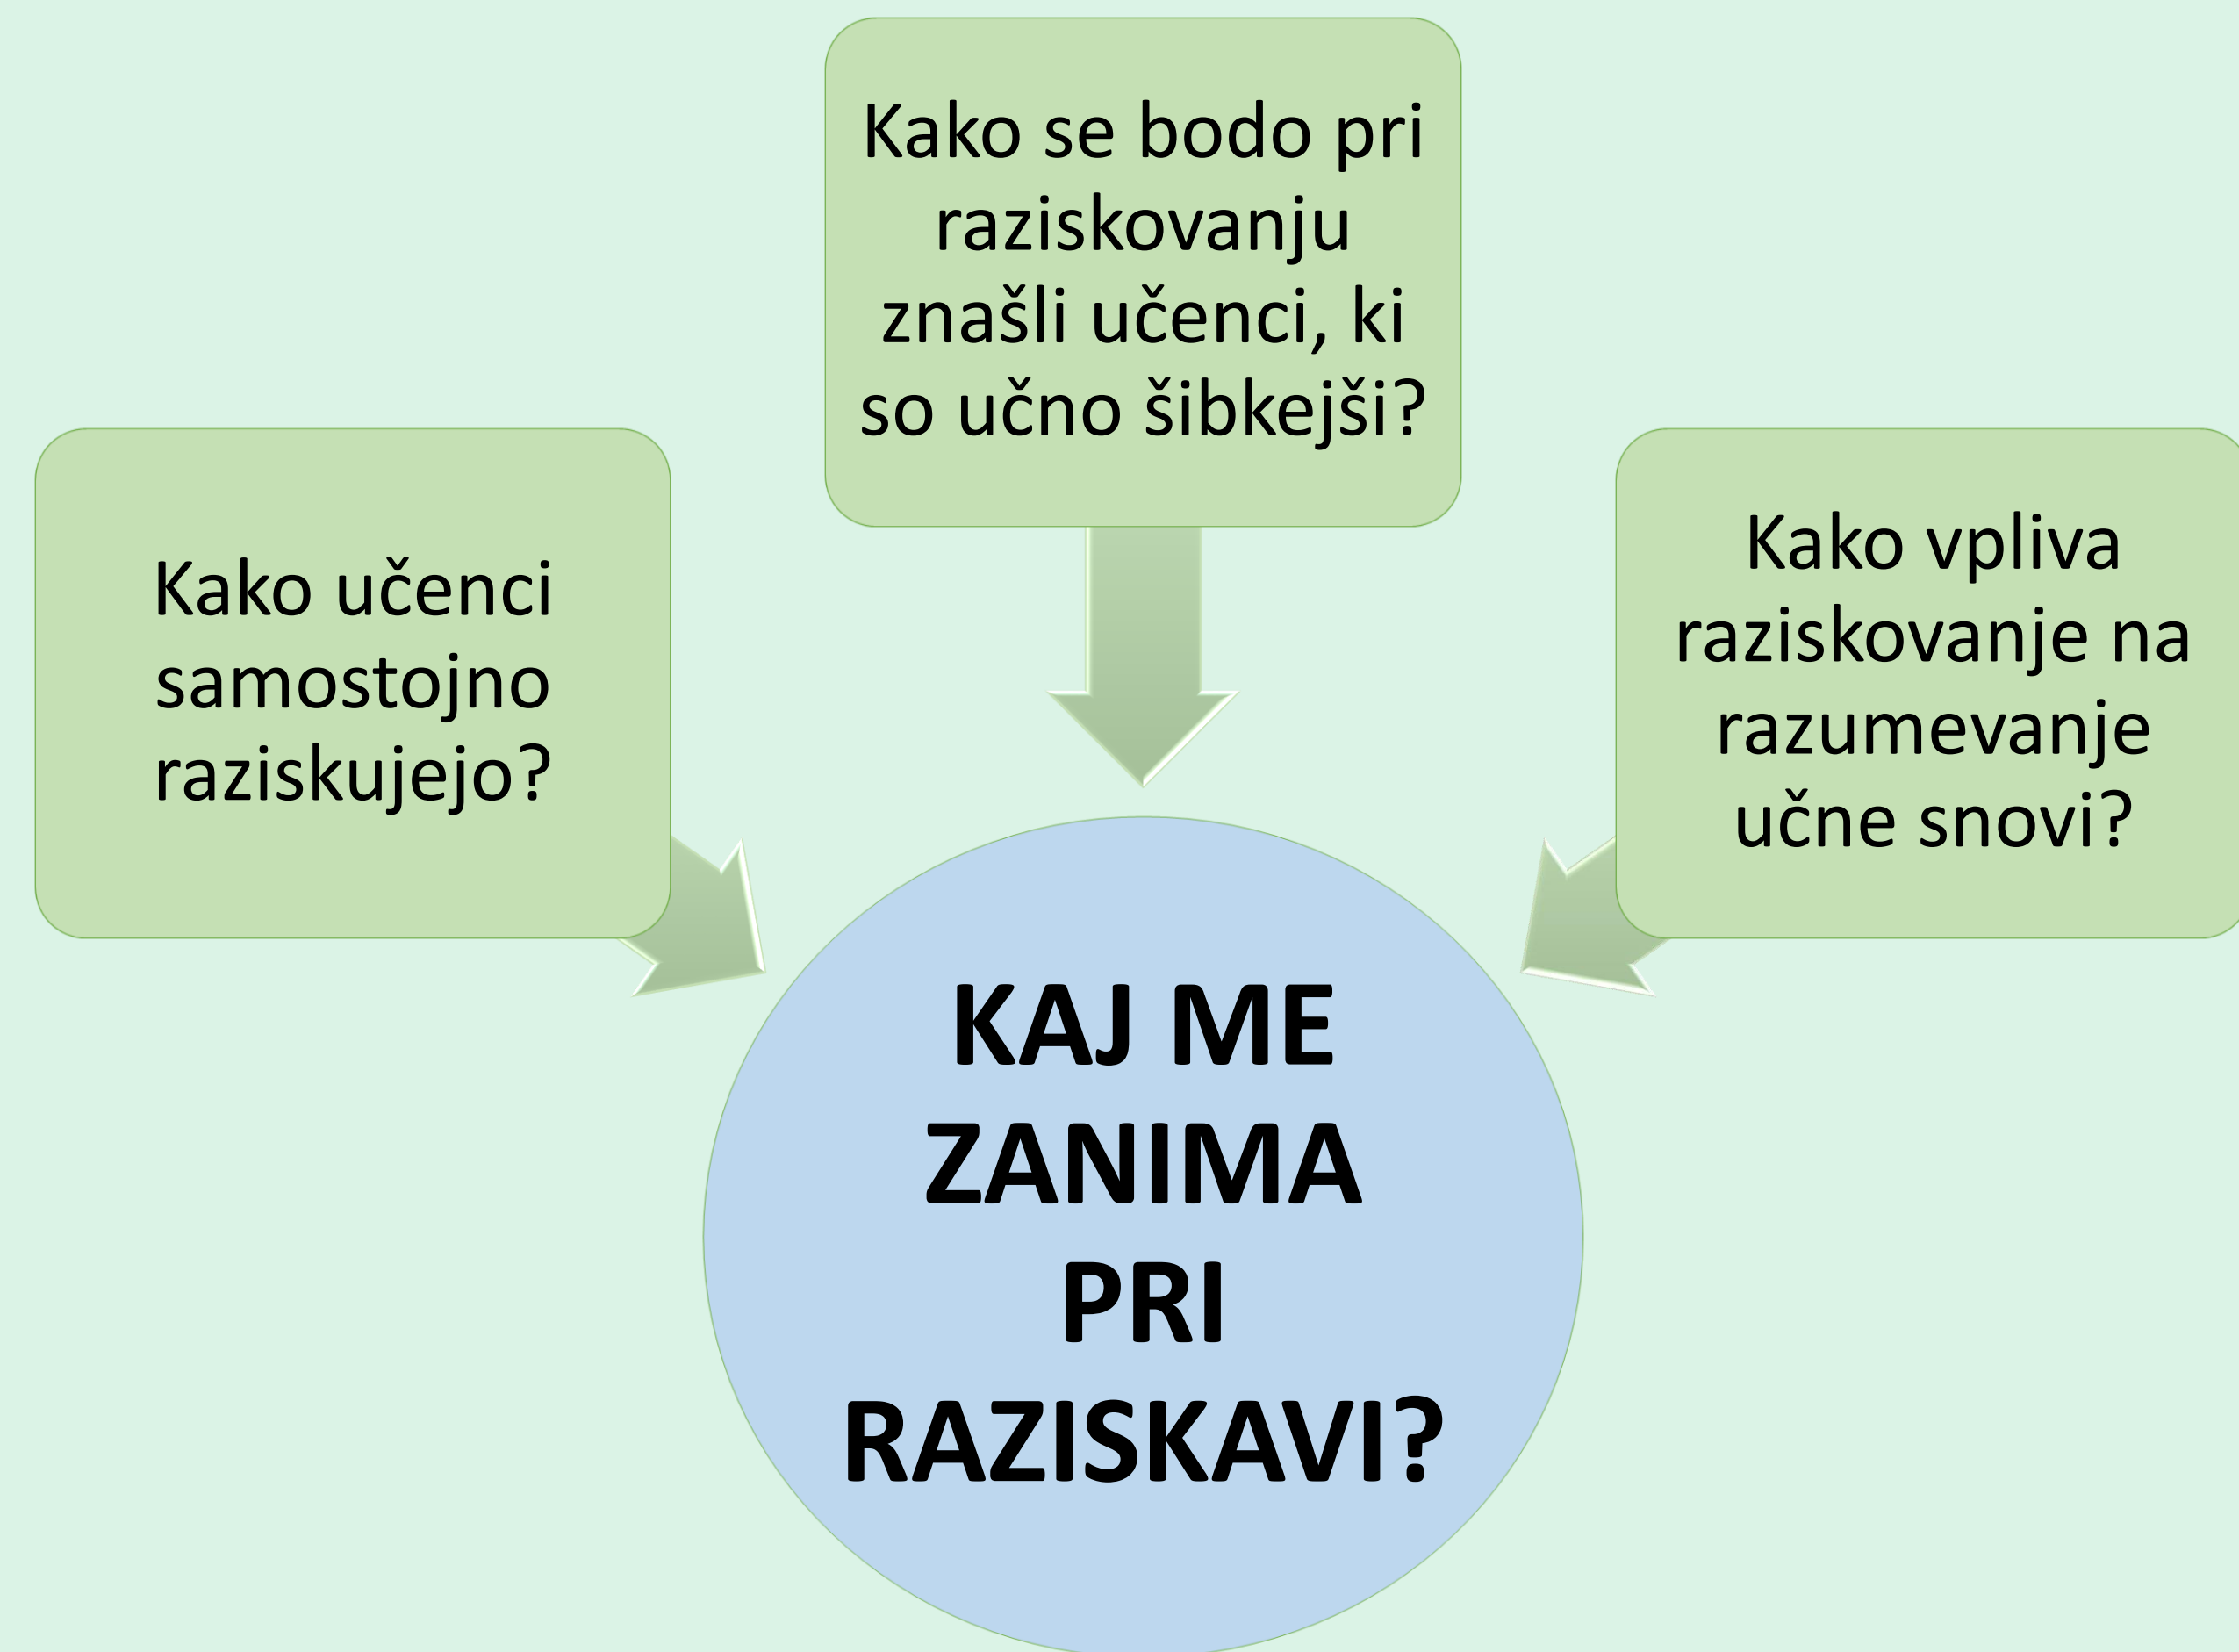 Kako se bodo pri
raziskovanju
znašli učenci, ki
so učno šibkejši?
Kako učenci
samostojno
raziskujejo?
Kako vpliva
raziskovanje na
razumevanje
učne snovi?
KAJ ME
ZANIMA
PRI
RAZISKAVI?